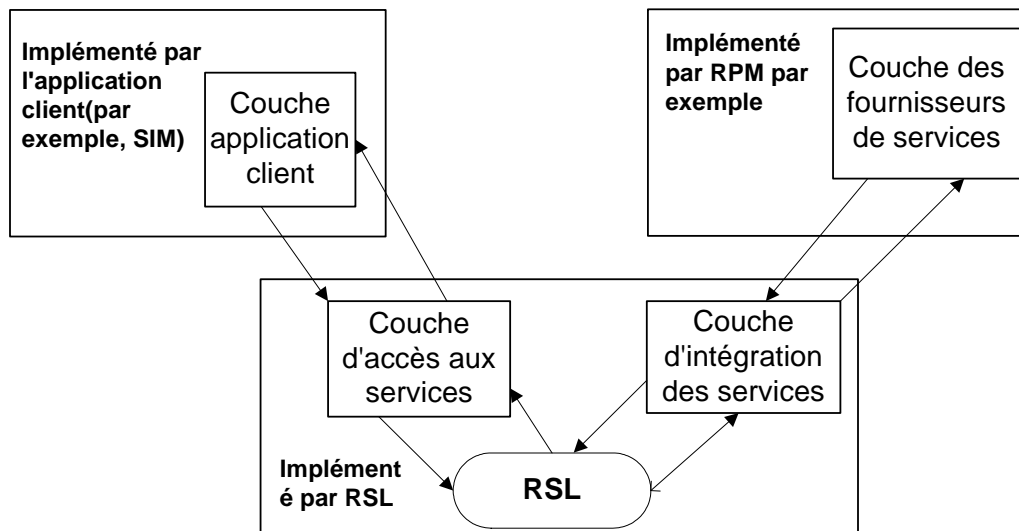 Implémenté par
l'application
client(par
exemple, SIM)
Couche
application
client
Implémenté
par RPM par
exemple
Couche des
fournisseurs
de services
Couche
d'accès aux
services
Couche
d'intégration
des services
Implément
é par RSL
RSL